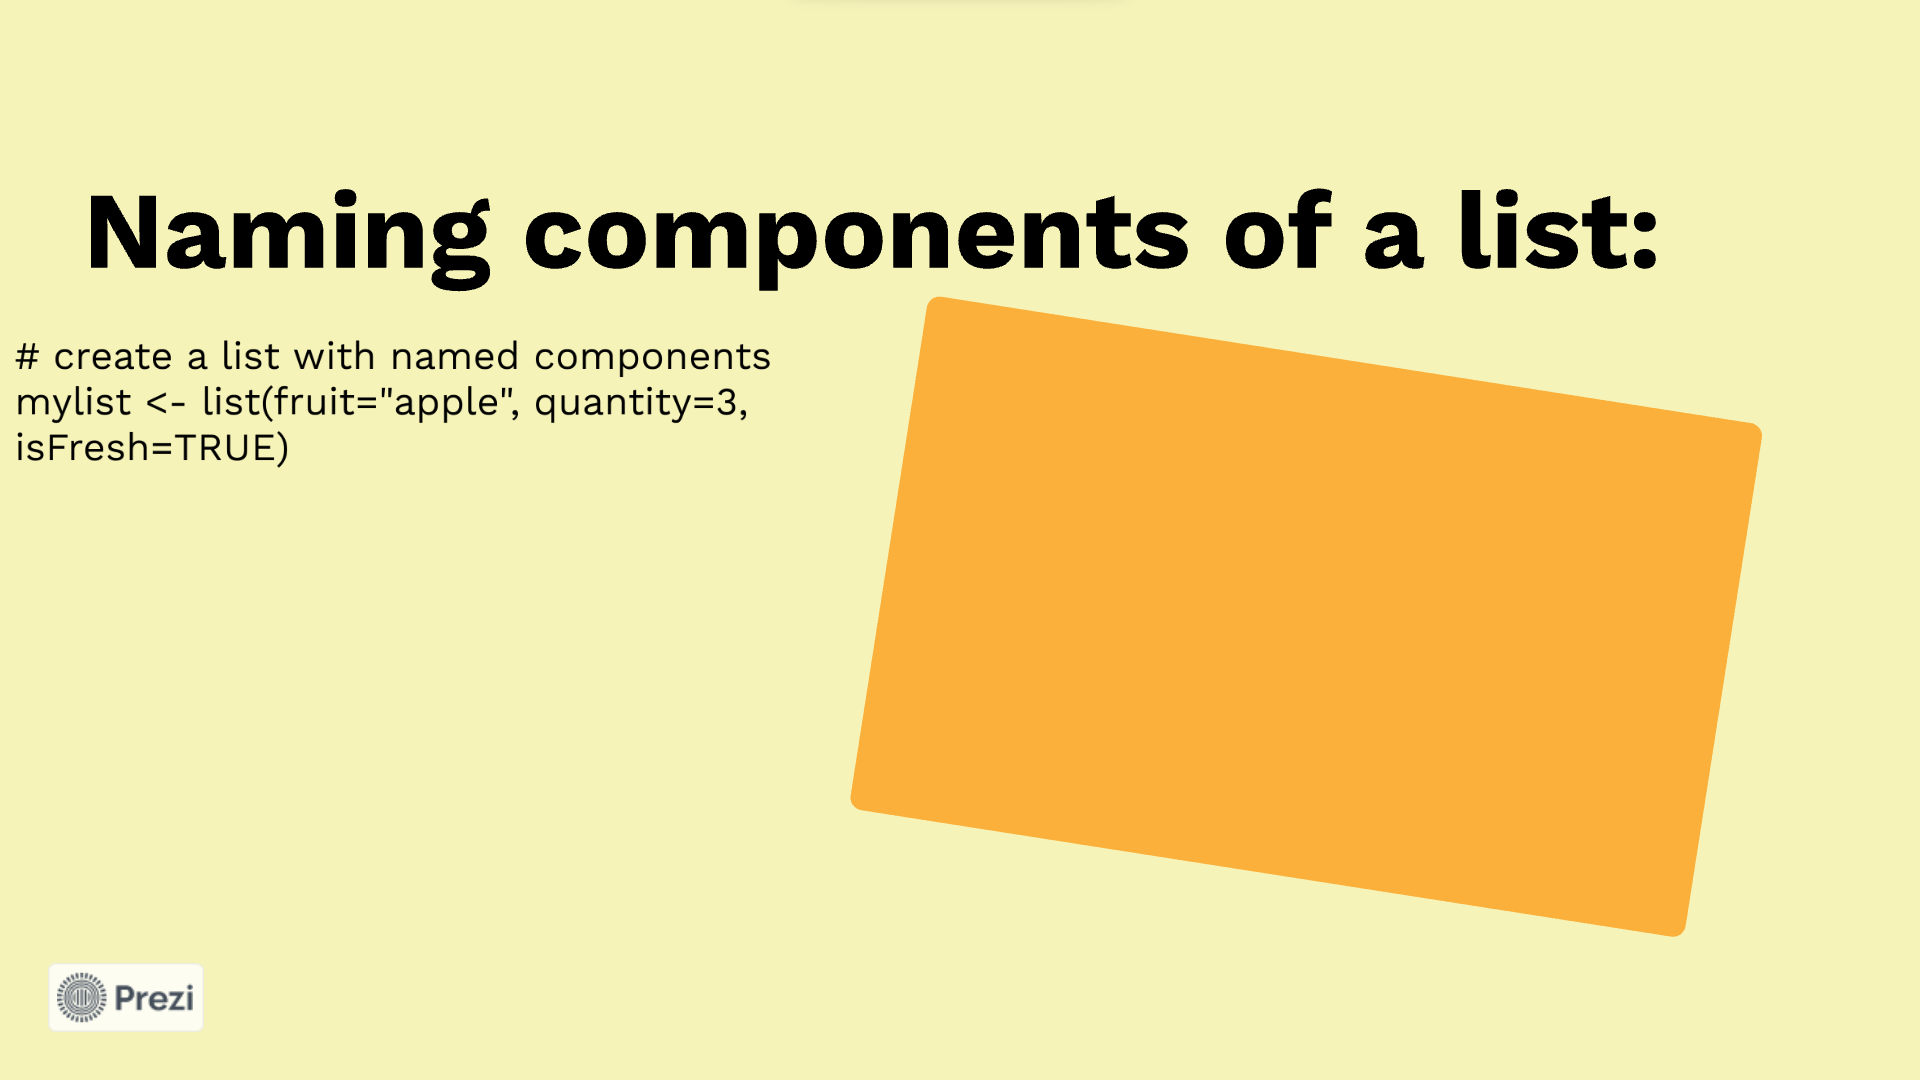 Naming components of a list:
# create a list with named components
mylist <- list(fruit="apple", quantity=3,
isFresh=TRUE)
Prezi